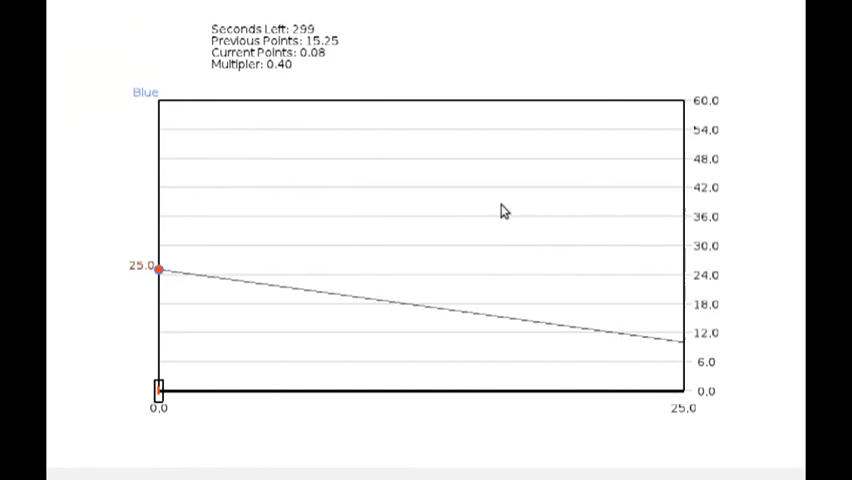 Seconds Left: 299
Previous Points: 15.25
Current Points: 0.08
Multipler: 0.40
Blue
60.0
54.0
48.0
42.0
36.0
30.0
25.0
24.0
18.0
12.0
6.0
0.0
0.0
25.0